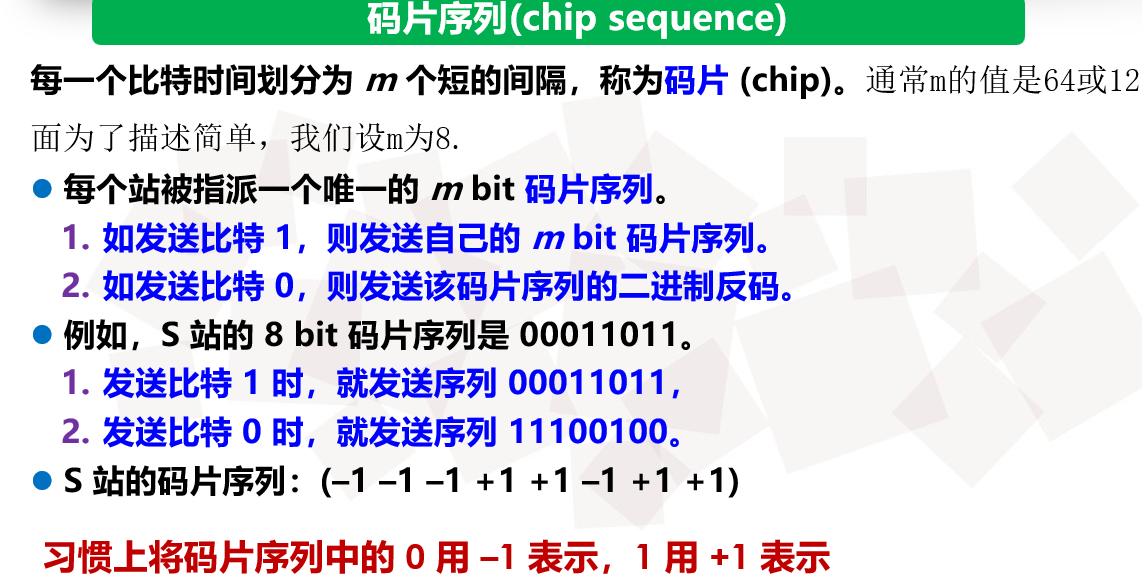 码片序列(chip sequence)
每一个比特时间划分为 m 个短的间隔，称为码片 (chip)。通常m的值是64或12
面为了描述简单，我们设m为8.
● 每个站被指派一个唯一的 m bit 码片序列。
1. 如发送比特 1，则发送自己的 m bit 码片序列。
2. 如发送比特 0，则发送该码片序列的二进制反码。
● 例如，S 站的 8 bit 码片序列是 00011011。
1. 发送比特 1 时，就发送序列 00011011，
2. 发送比特 0 时，就发送序列 11100100。
● S 站的码片序列：(–1 –1 –1 +1 +1 –1 +1 +1)
习惯上将码片序列中的 0 用 –1 表示，1 用 +1 表示